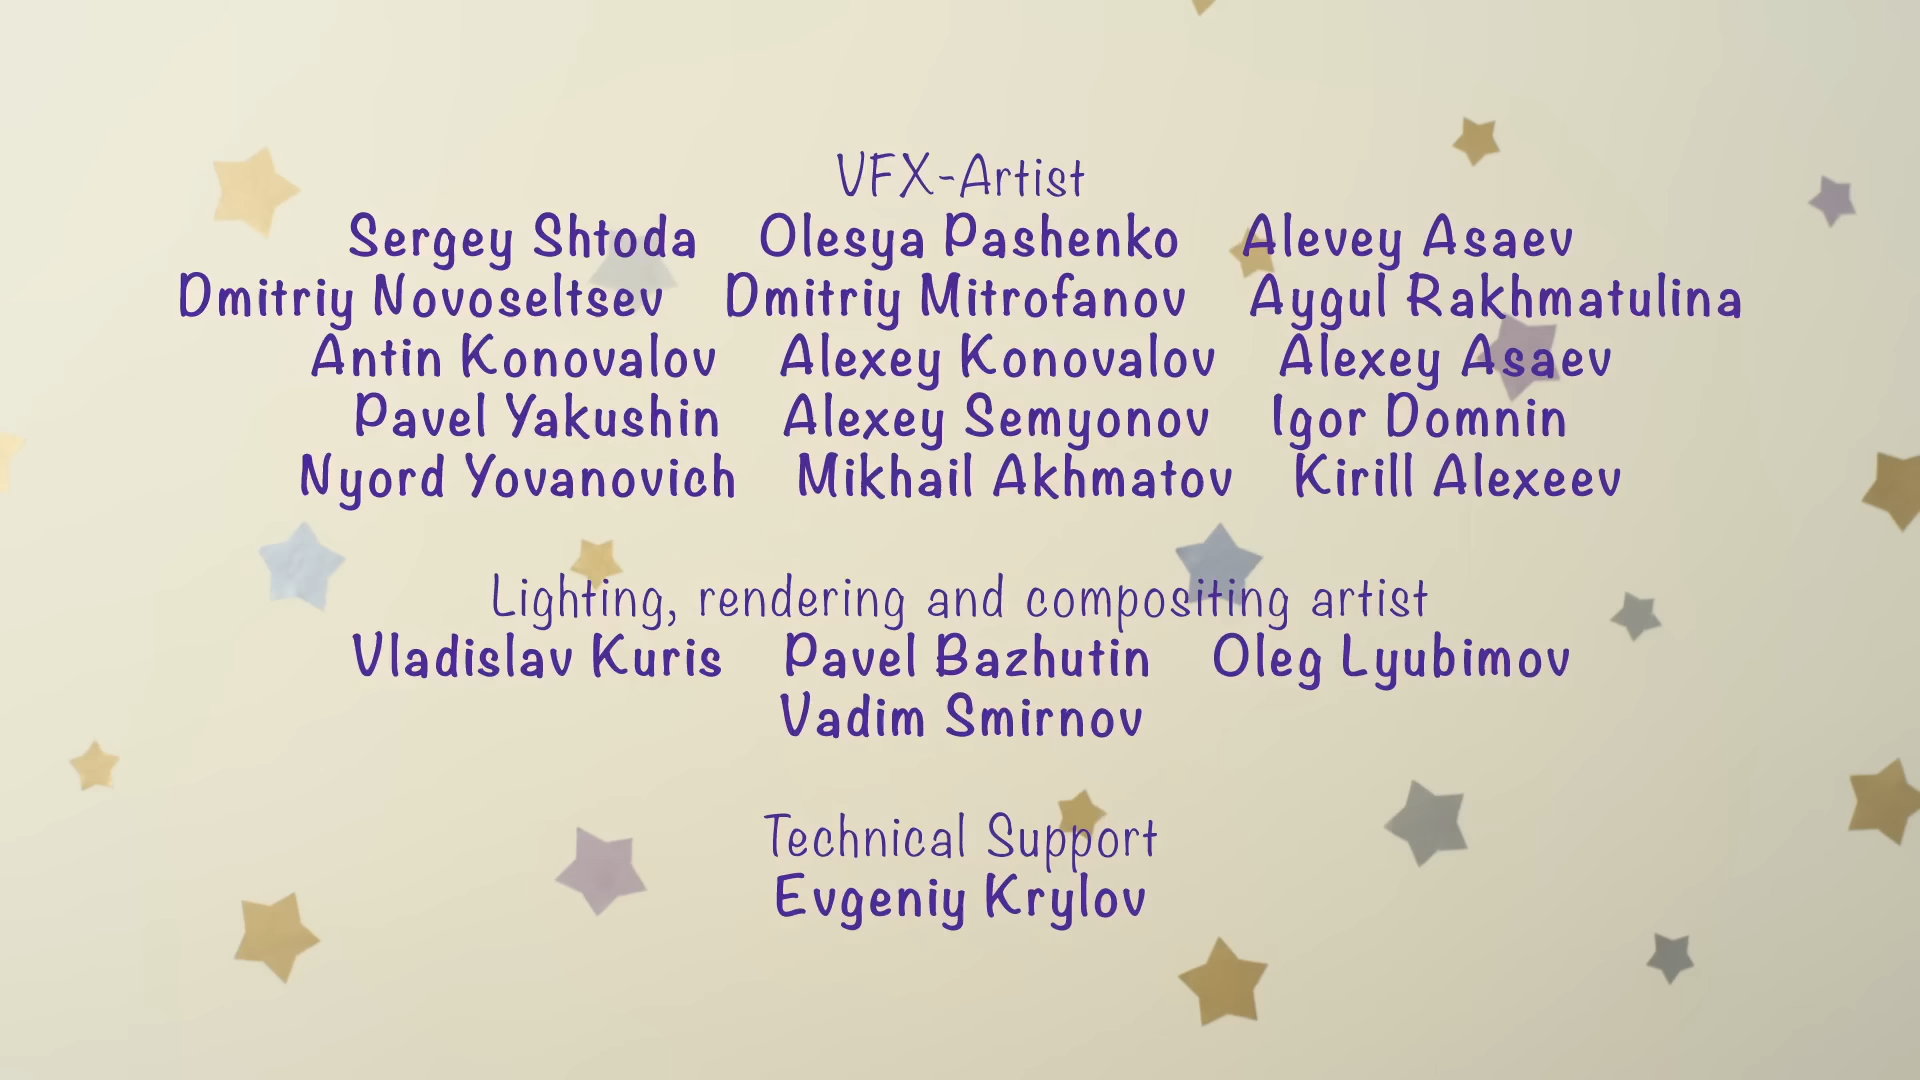 VFX-Artist
Sergey Shtoda Olesya Pashenko Alevey Asaev
Dmitriy Novoseltsev Dmitriy Mitrofanov Aygul Rakhmatulina
Antin Konovalov Alexey Konovalov Alexey Asaev
Pavel Yakushin Alexey Semyonov Igor Domnin
Nyord Yovanovich Mikhail Akhmatov Kirill Alexeev
Lighting, rendering and compositing artist
Vladislav Kuris Pavel Bazhutin Oleg Lyubimov
Vadim Smirnov
Technical Support
Evgeniy Krylov